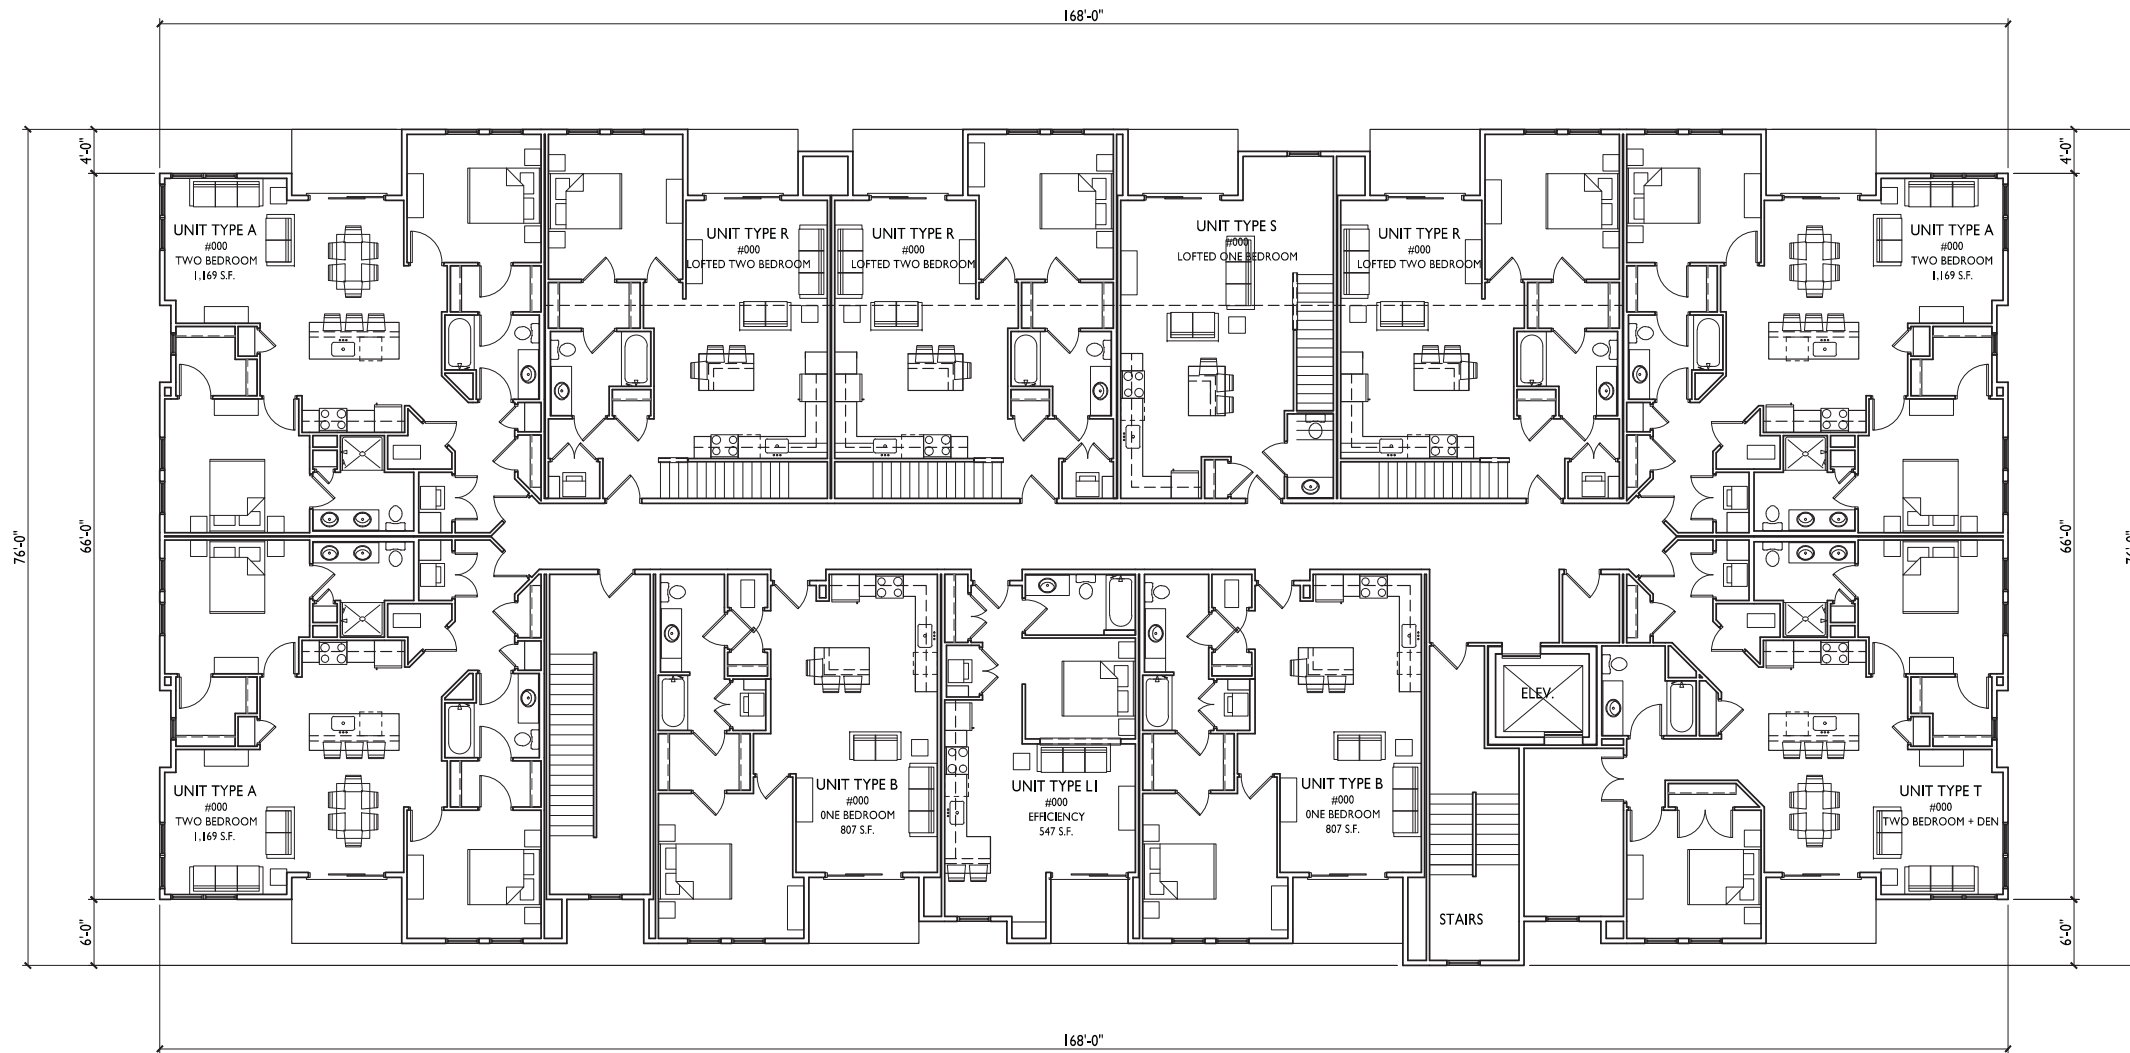 168'-0"
4'-0"
4'-0"
UNIT TYPE A
#000
TWO BEDROOM
1,169 S.F.
UNIT TYPE R
#000
LOFTED TWO BEDROOM
UNIT TYPE R
#000
LOFTED TWO BEDROOM
UNIT TYPE S
#000
LOFTED ONE BEDROOM
UNIT TYPE R
#000
LOFTED TWO BEDROOM
UNIT TYPE A
#000
TWO BEDROOM
1,169 S.F.
76'-0"
66'-0"
66'-0"
76'-0"
ELEV.
UNIT TYPE A
#000
TWO BEDROOM
1,169 S.F.
UNIT TYPE B
#000
ONE BEDROOM
807 S.F.
UNIT TYPE L1
#000
EFFICIENCY
547 S.F.
UNIT TYPE B
#000
ONE BEDROOM
807 S.F.
UNIT TYPE T
#000
TWO BEDROOM + DEN
STAIRS
6'-0"
6'-0"
168'-0"